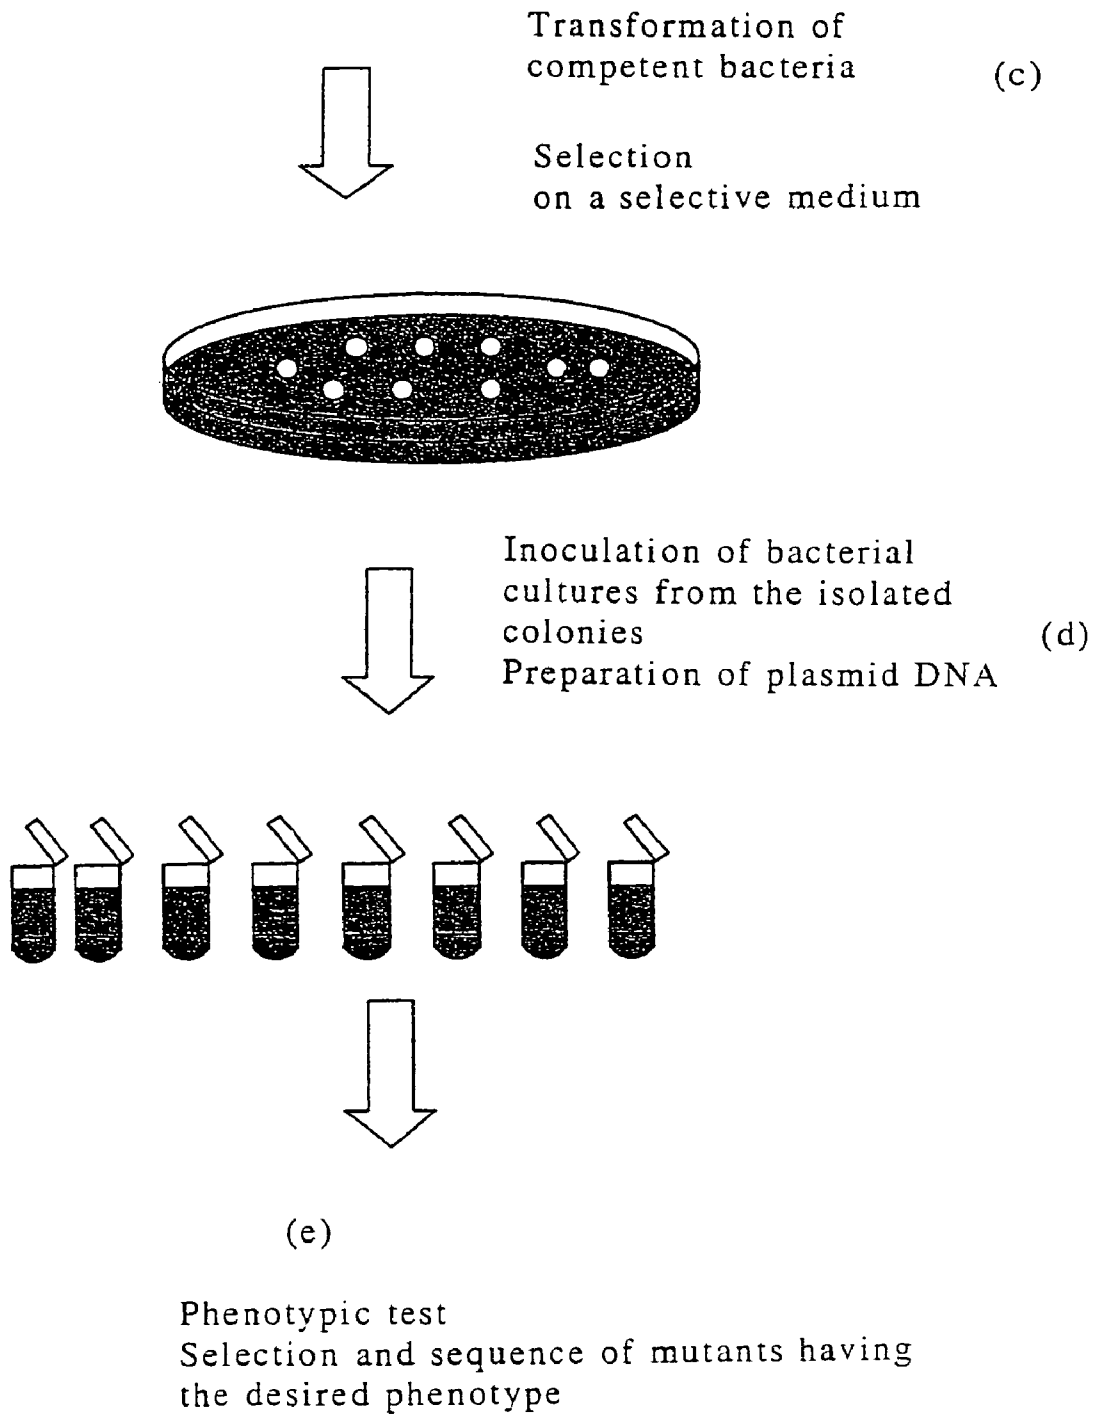 Transformation of
competent bacteria
(c)
Selection
on a selective medium
Inoculation of bacterial
cultures from the isolated
colonies
(d)
Preparation of plasmid DNA
(e)
Phenotypic test
Selection and sequence of mutants having
the desired phenotype